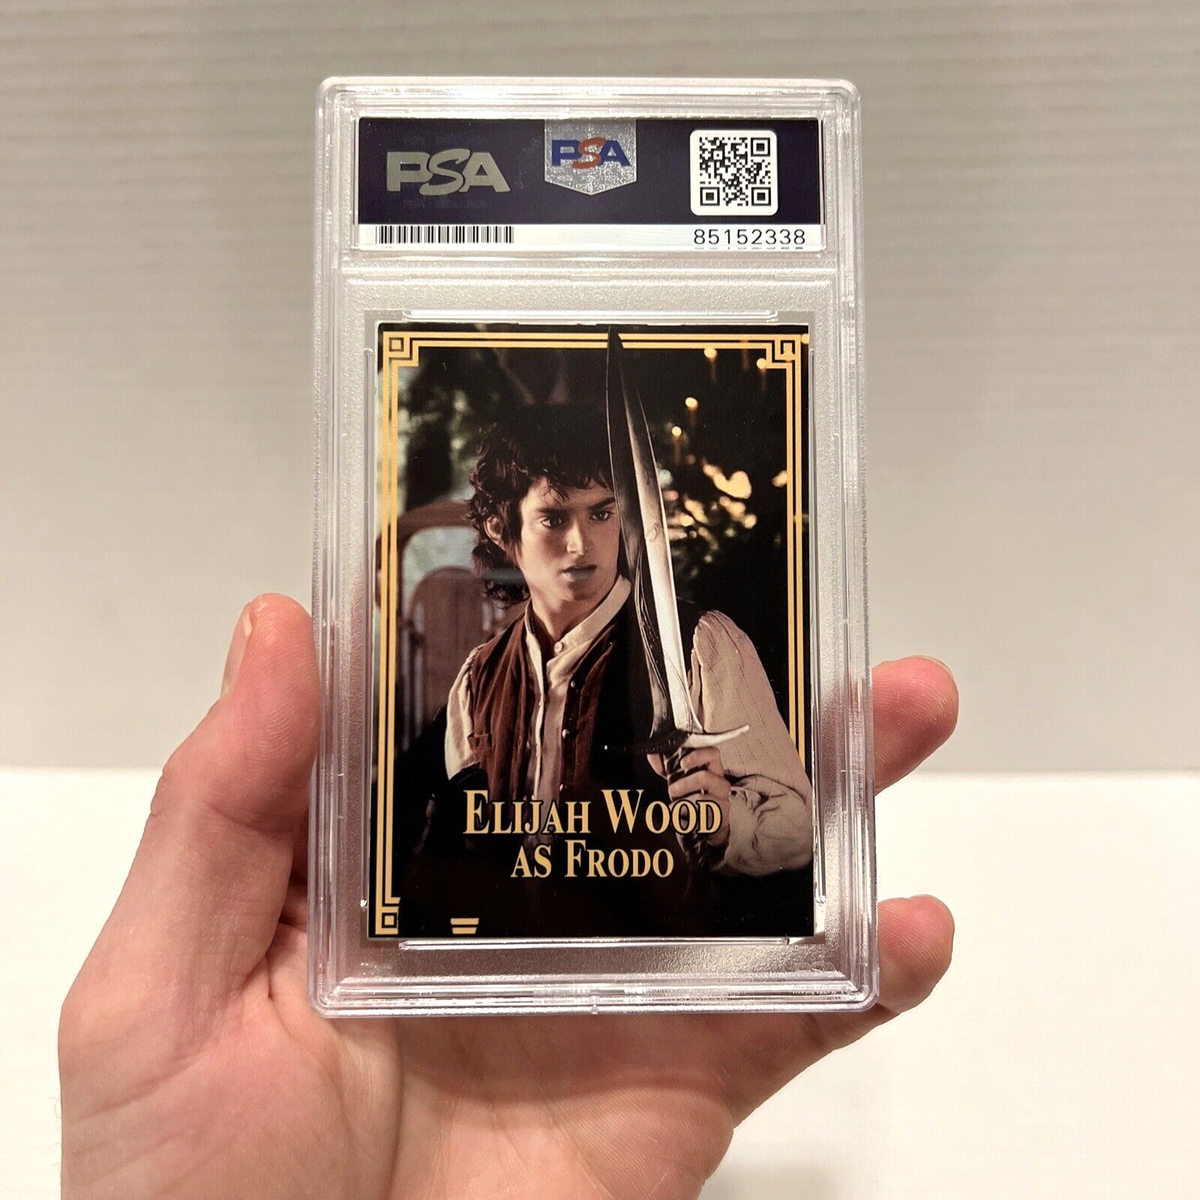 PSA
PSA
85152338
ELIJAH WOOD
AS FRODO